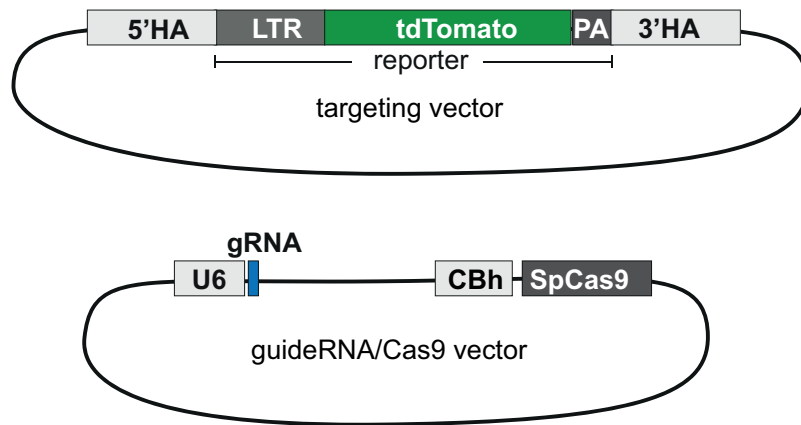 5'HA LTR tdTomato PA 3'HA
reporter
targeting vector
gRNA
U6 CBh SpCas9
guideRNA/Cas9 vector